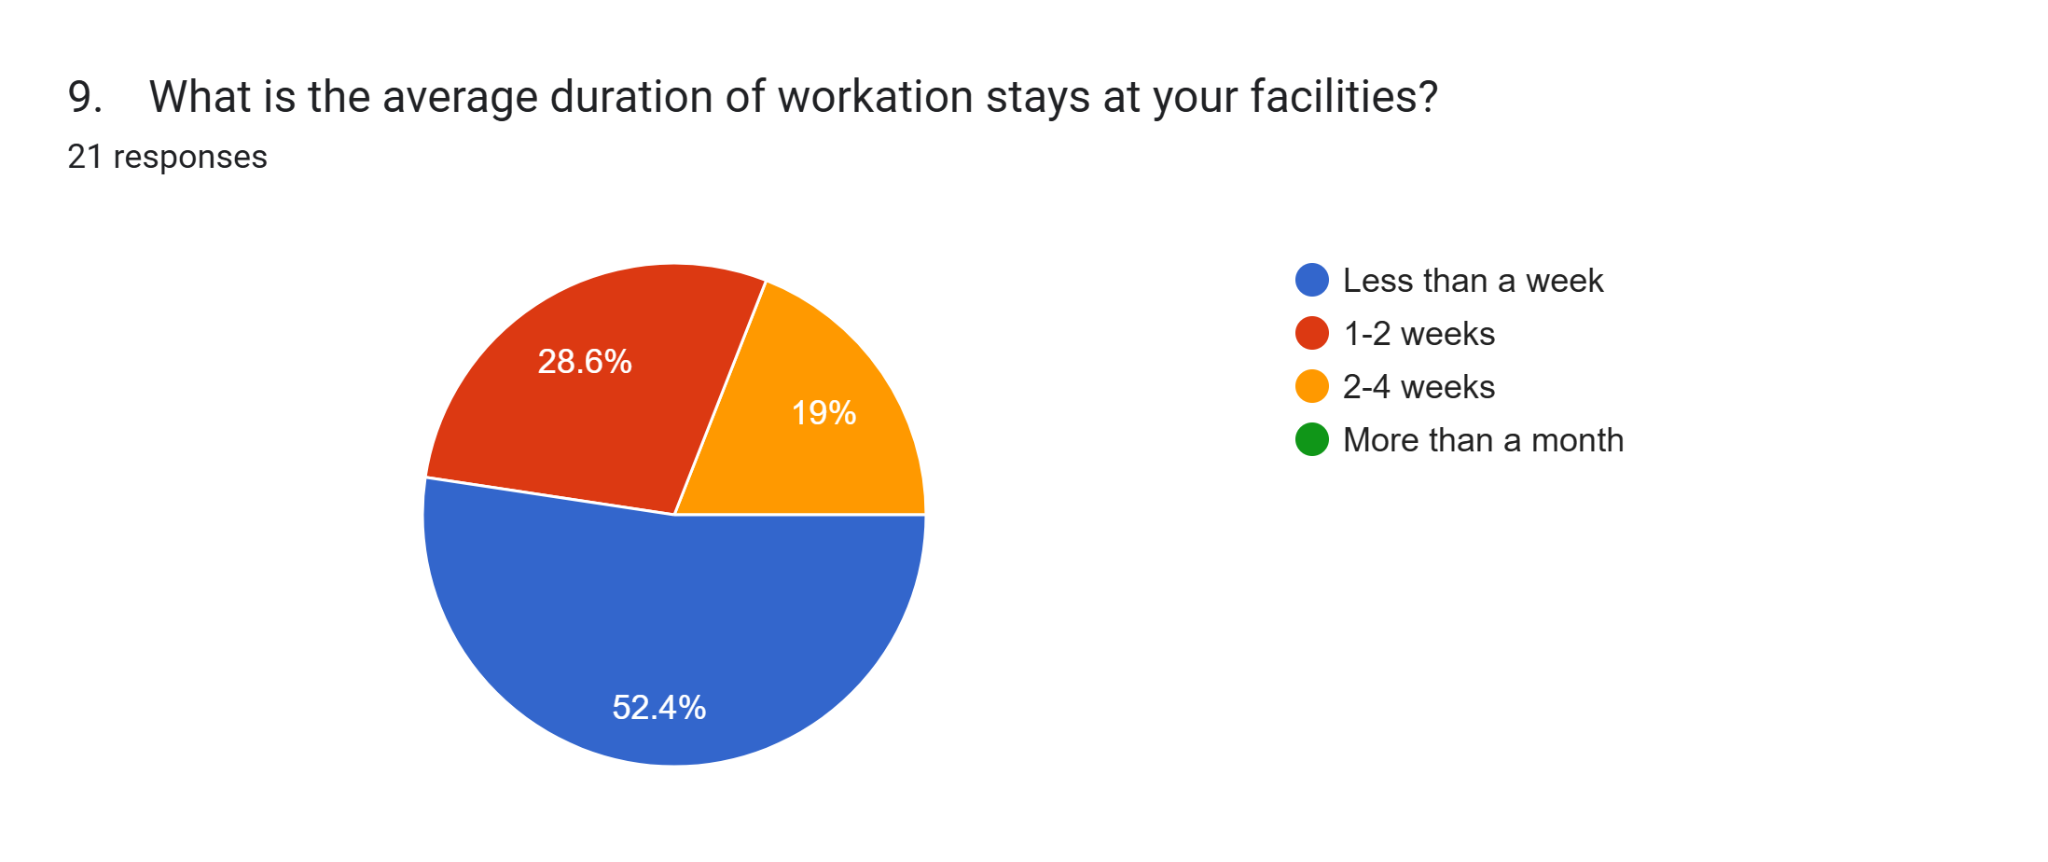 9. What is the average duration of workation stays at your facilities?
21 responses
28.6%
19%
52.4%
Less than a week
1-2 weeks
2-4 weeks
More than a month